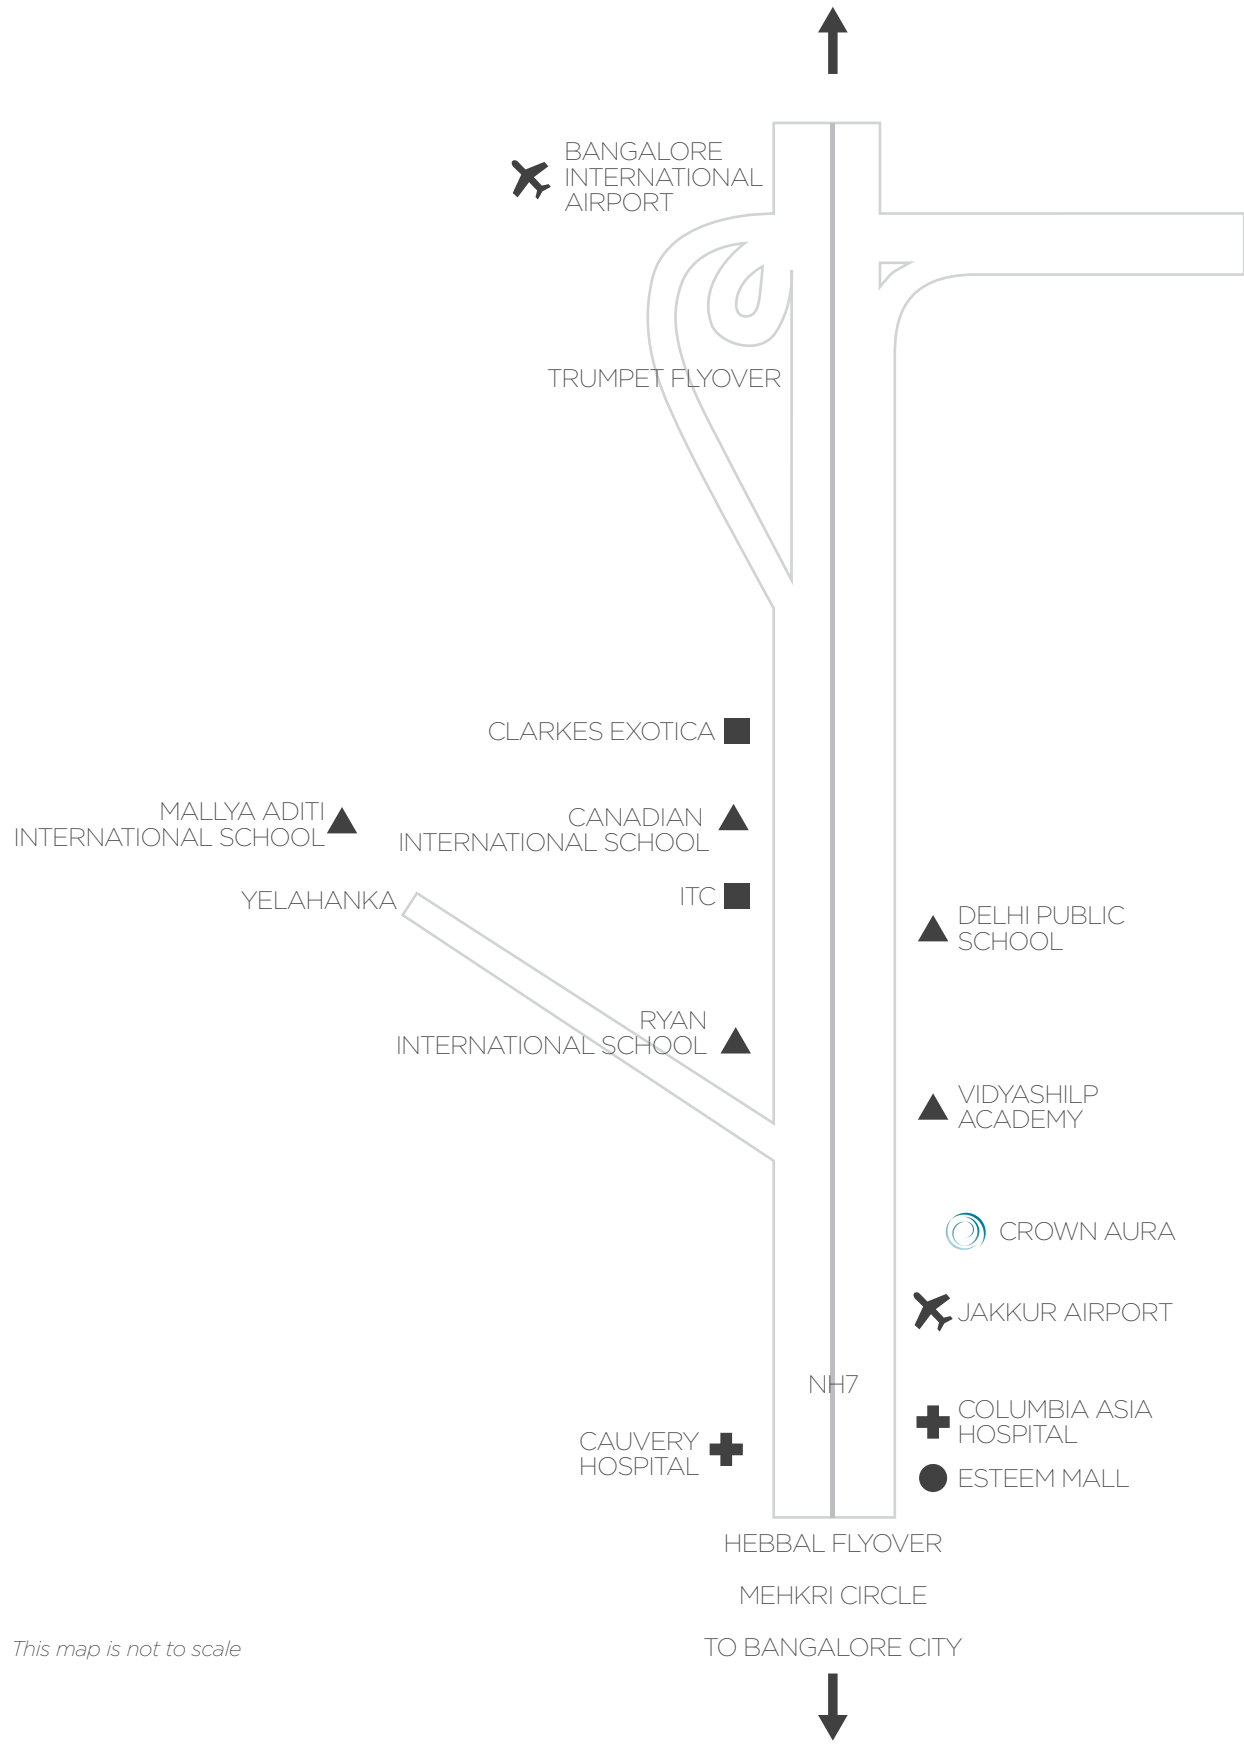 BANGALORE
INTERNATIONAL
AIRPORT
TRUMPET FLYOVER
CLARKES EXOTICA
MALLYA ADITI
INTERNATIONAL SCHOOL
CANADIAN
INTERNATIONAL SCHOOL
YELAHANKA
ITC
DELHI PUBLIC
SCHOOL
RYAN
INTERNATIONAL SCHOOL
VIDYASHILP
ACADEMY
CROWN AURA
JAKKUR AIRPORT
NH7
COLUMBIA ASIA
HOSPITAL
CAUVERY
HOSPITAL
ESTEEM MALL
HEBBAL FLYOVER
MEHKRI CIRCLE
TO BANGALORE CITY
This map is not to scale